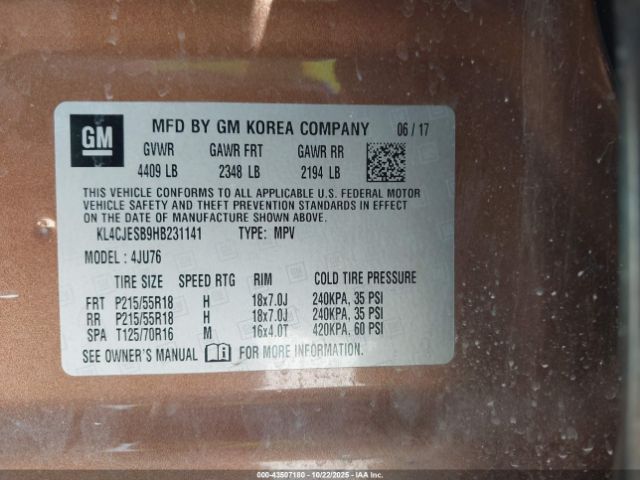 GM
MFD BY GM KOREA COMPANY 06 / 17
GVWR GAWR FRT GAWR RR
4409 LB 2348 LB 2194 LB
THIS VEHICLE CONFORMS TO ALL APPLICABLE U.S. FEDERAL MOTOR
VEHICLE SAFETY AND THEFT PREVENTION STANDARDS IN EFFECT
ON THE DATE OF MANUFACTURE SHOWN ABOVE.
KL4CJESB9HB231141 TYPE: MPV
MODEL : 4JU76
TIRE SIZE SPEED RTG RIM COLD TIRE PRESSURE
FRT P215/55R18 H 18x7.0J 240KPA, 35 PSI
RR P215/55R18 H 18x7.0J 240KPA, 35 PSI
SPA T125/70R16 M 16x4.0T 420KPA, 60 PSI
SEE OWNER'S MANUAL i FOR MORE INFORMATION.
000-43507180 - 10/22/2025 - COPART